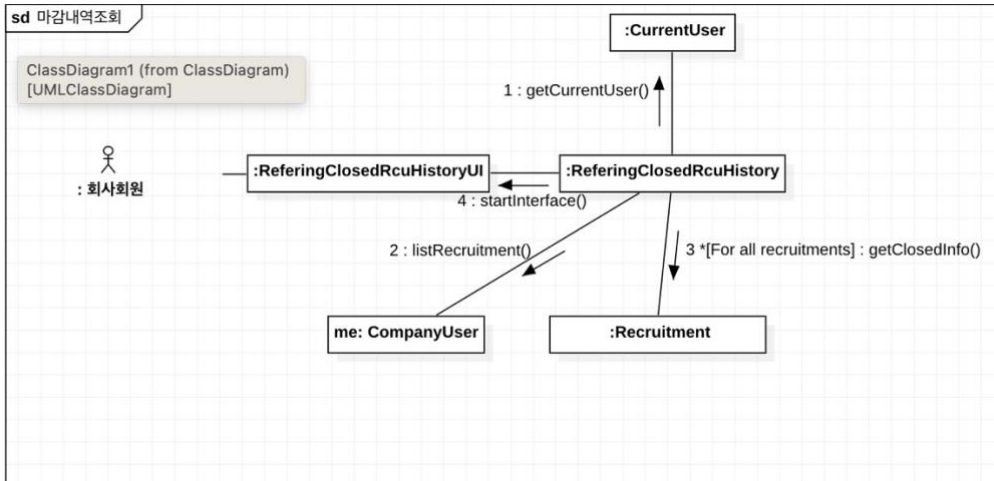 sd 마감내역조회
:CurrentUser
ClassDiagram1 (from ClassDiagram)
[UMLClassDiagram]
1 : getCurrentUser()
: 회사회원
:ReferingClosedRcuHistoryUI
:ReferingClosedRcuHistory
4 : startInterface()
2 : listRecruitment()
3 *[For all recruitments] : getClosedInfo()
me: CompanyUser
:Recruitment